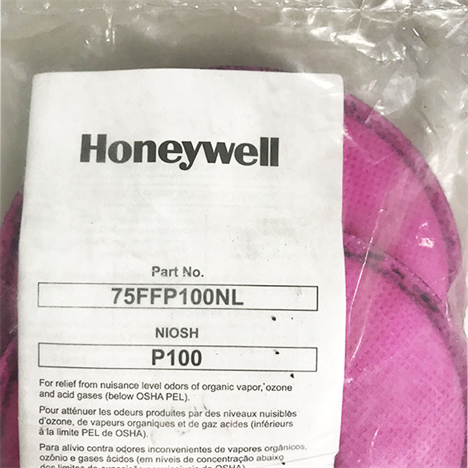 Honeywell
Part No.
75FFP100NL
NIOSH
P100
For relief from nuisance level odors of organic vapor, ozone
and acid gases (below OSHA PEL).
Pour atténuer les odeurs produites par des niveaux nuisibles
d'ozone, de vapeurs organiques et de gaz acides (inférieurs
à la limite PEL de OSHA).
Para alivio contra odores inconvenientes de vapores orgânicos,
ozônio e gases ácidos (em níveis de concentração abaixo
dos limites de